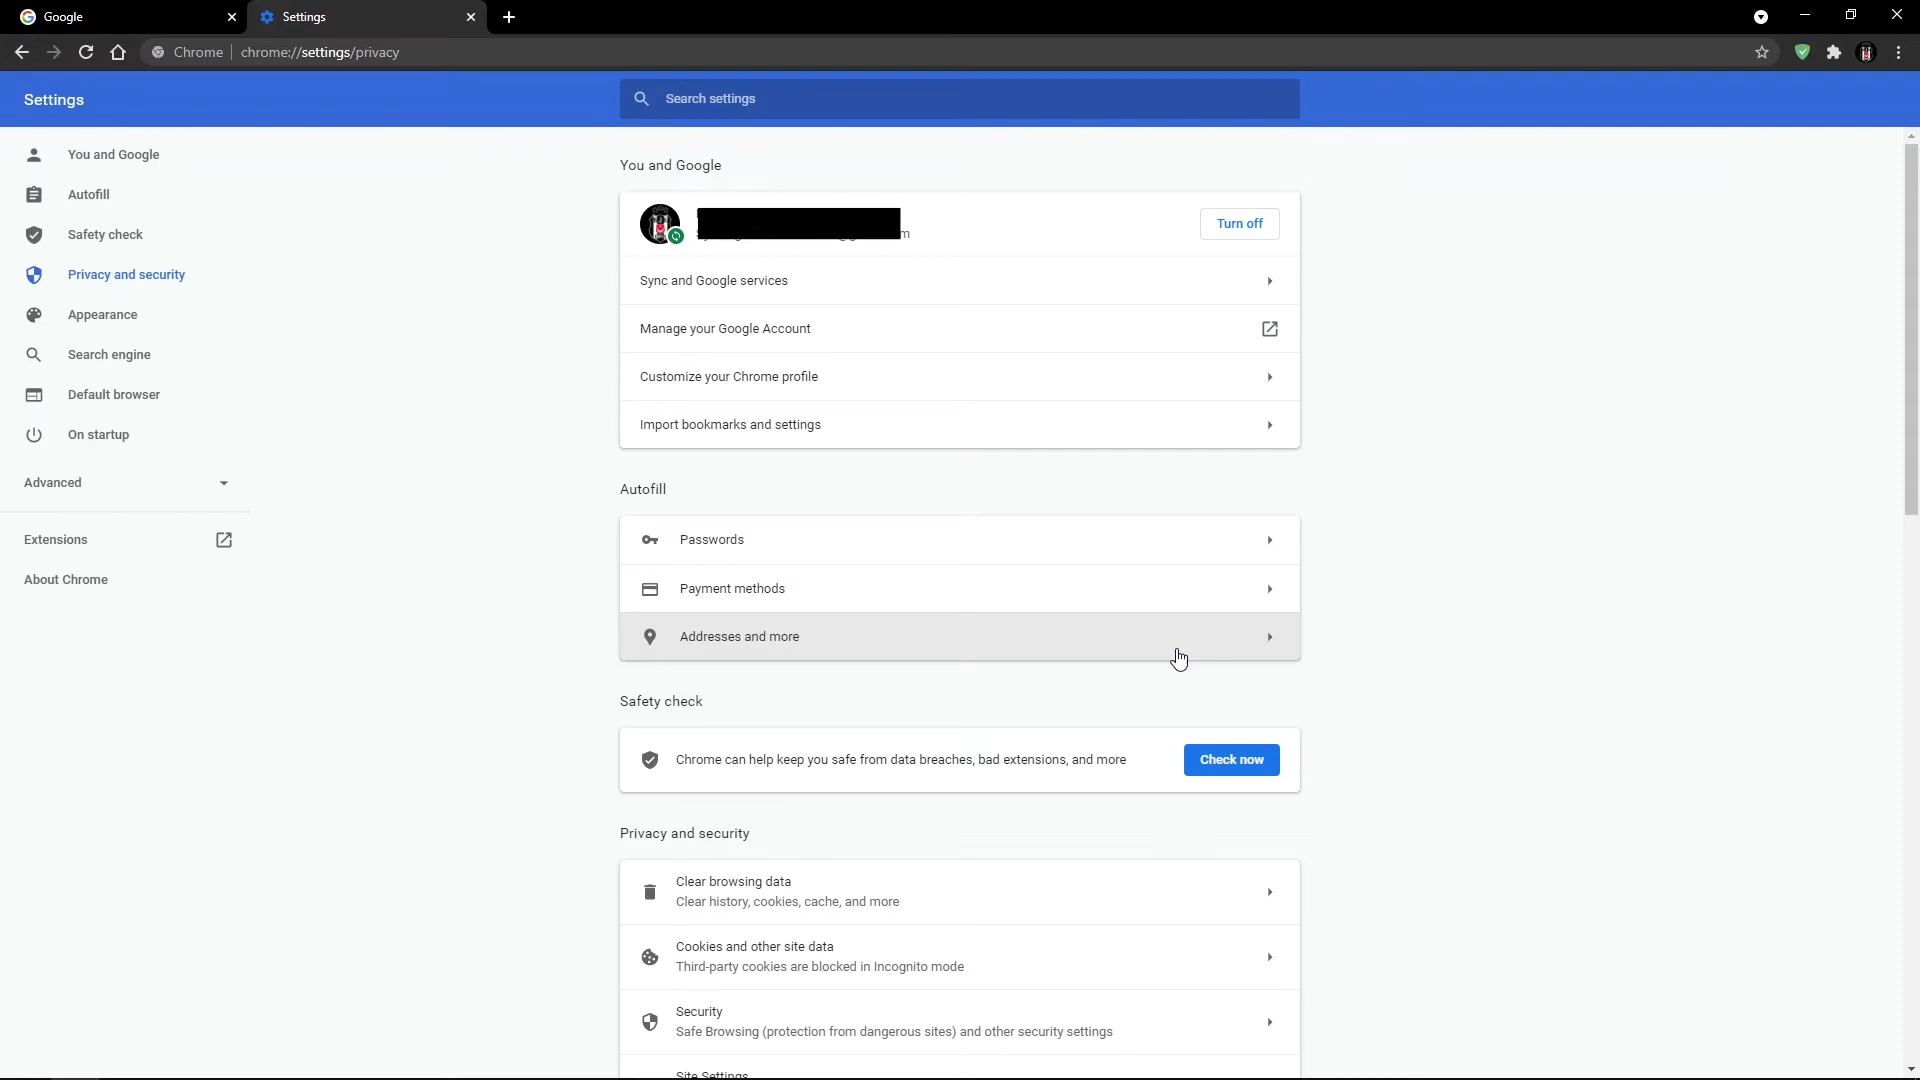 Google
Settings
Chrome
chrome://settings/privacy
Settings
Search settings
You and Google
Autofill
Safety check
Privacy and security
Appearance
Search engine
Default browser
On startup
Advanced
Extensions
About Chrome
You and Google
m
Turn off
Sync and Google services
Manage your Google Account
Customize your Chrome profile
Import bookmarks and settings
Autofill
Passwords
Payment methods
Addresses and more
Safety check
Chrome can help keep you safe from data breaches, bad extensions, and more
Check now
Privacy and security
Clear browsing data
Clear history, cookies, cache, and more
Cookies and other site data
Third-party cookies are blocked in Incognito mode
Security
Safe Browsing (protection from dangerous sites) and other security settings
Site Settings